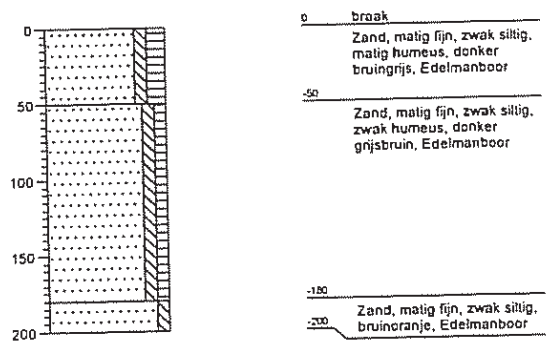 0
50
100
150
200
0 braak
Zand, matig fijn, zwak siltig,
matig humeus, donker
bruingrijs, Edelmanboor
-50
Zand, matig fijn, zwak siltig,
zwak humeus, donker
grijsbruin, Edelmanboor
-180
Zand, matig fijn, zwak siltig,
-200 bruinoranje, Edelmanboor